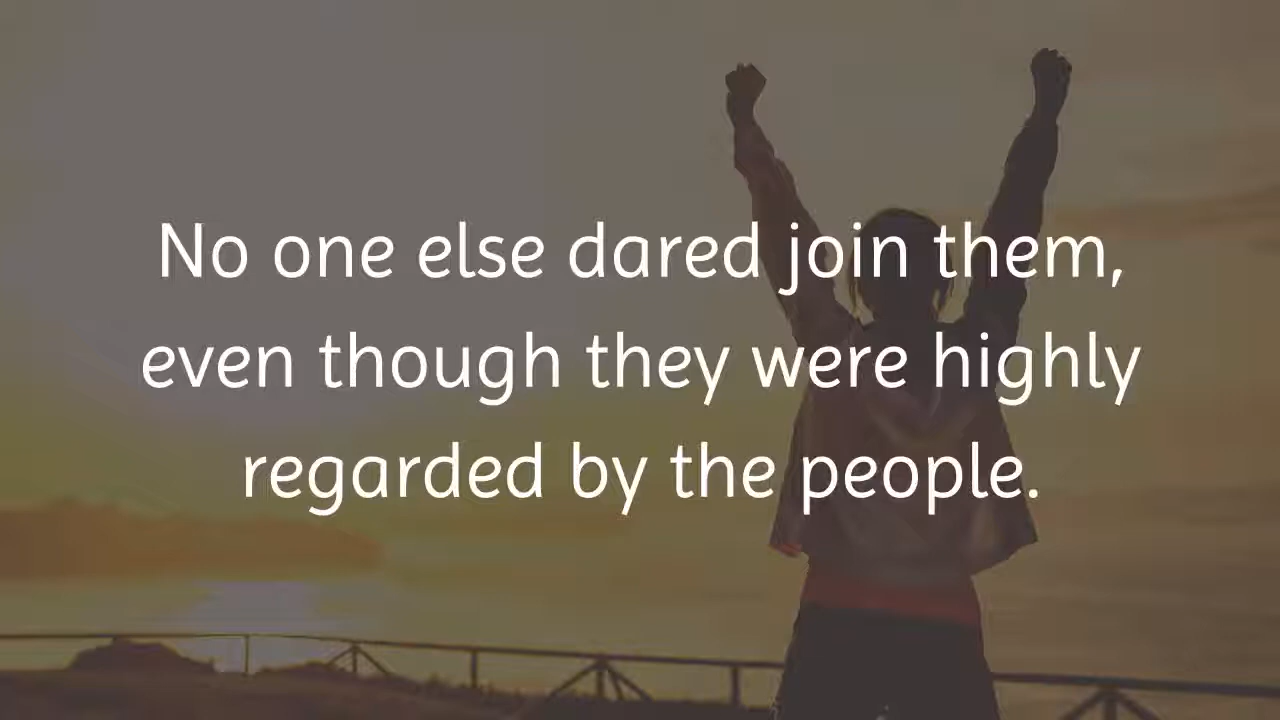 No one else dared join them,
even though they were highly
regarded by the people.